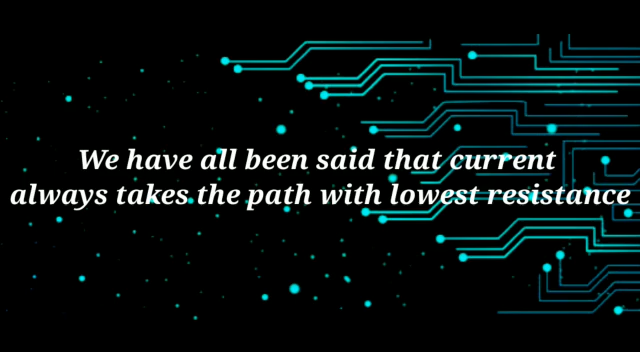 We have all been said that current
always takes the path with lowest resistance